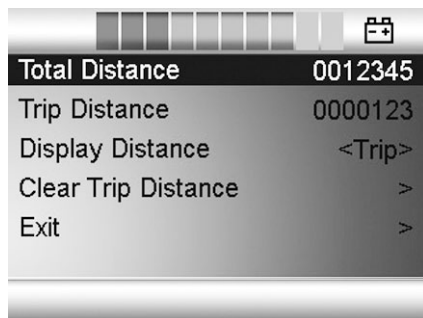 Total Distance 0012345
Trip Distance 0000123
Display Distance <Trip>
Clear Trip Distance >
Exit >